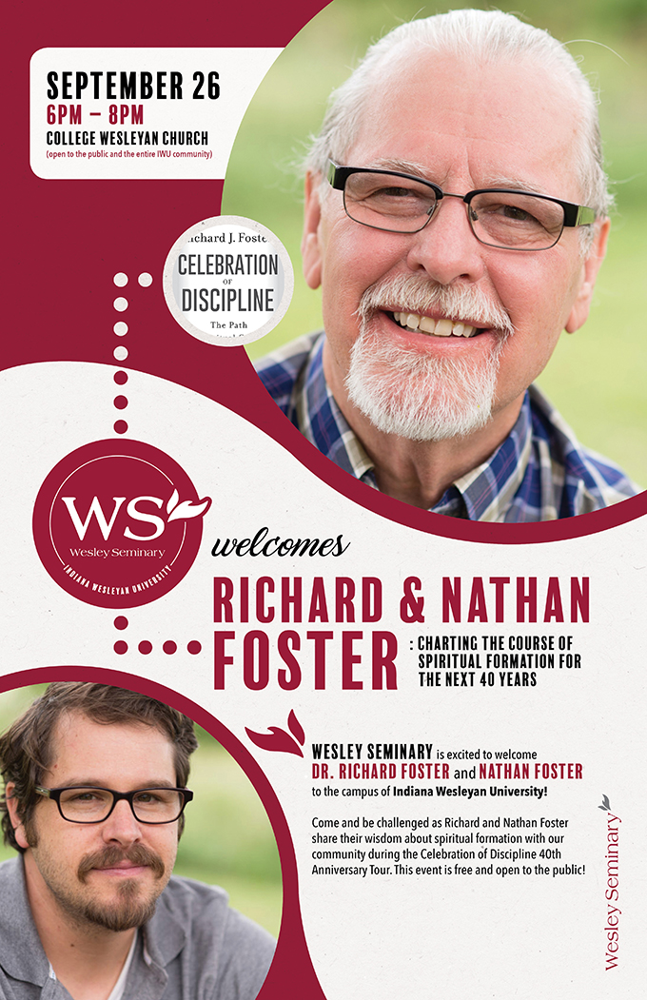 SEPTEMBER 26
6PM – 8PM
COLLEGE WESLEYAN CHURCH
(open to the public and the entire IWU community)
Richard J. Foste
CELEBRATION
OF
DISCIPLINE
The Path
WS
Wesley Seminary
INDIANA WESLEYAN UNIVERSITY
welcomes
RICHARD & NATHAN
FOSTER
: CHARTING THE COURSE OF
SPIRITUAL FORMATION FOR
THE NEXT 40 YEARS
WESLEY SEMINARY is excited to welcome
DR. RICHARD FOSTER and NATHAN FOSTER
to the campus of Indiana Wesleyan University!
Come and be challenged as Richard and Nathan Foster
share their wisdom about spiritual formation with our
community during the Celebration of Discipline 40th
Anniversary Tour. This event is free and open to the public!
Wesley Seminary